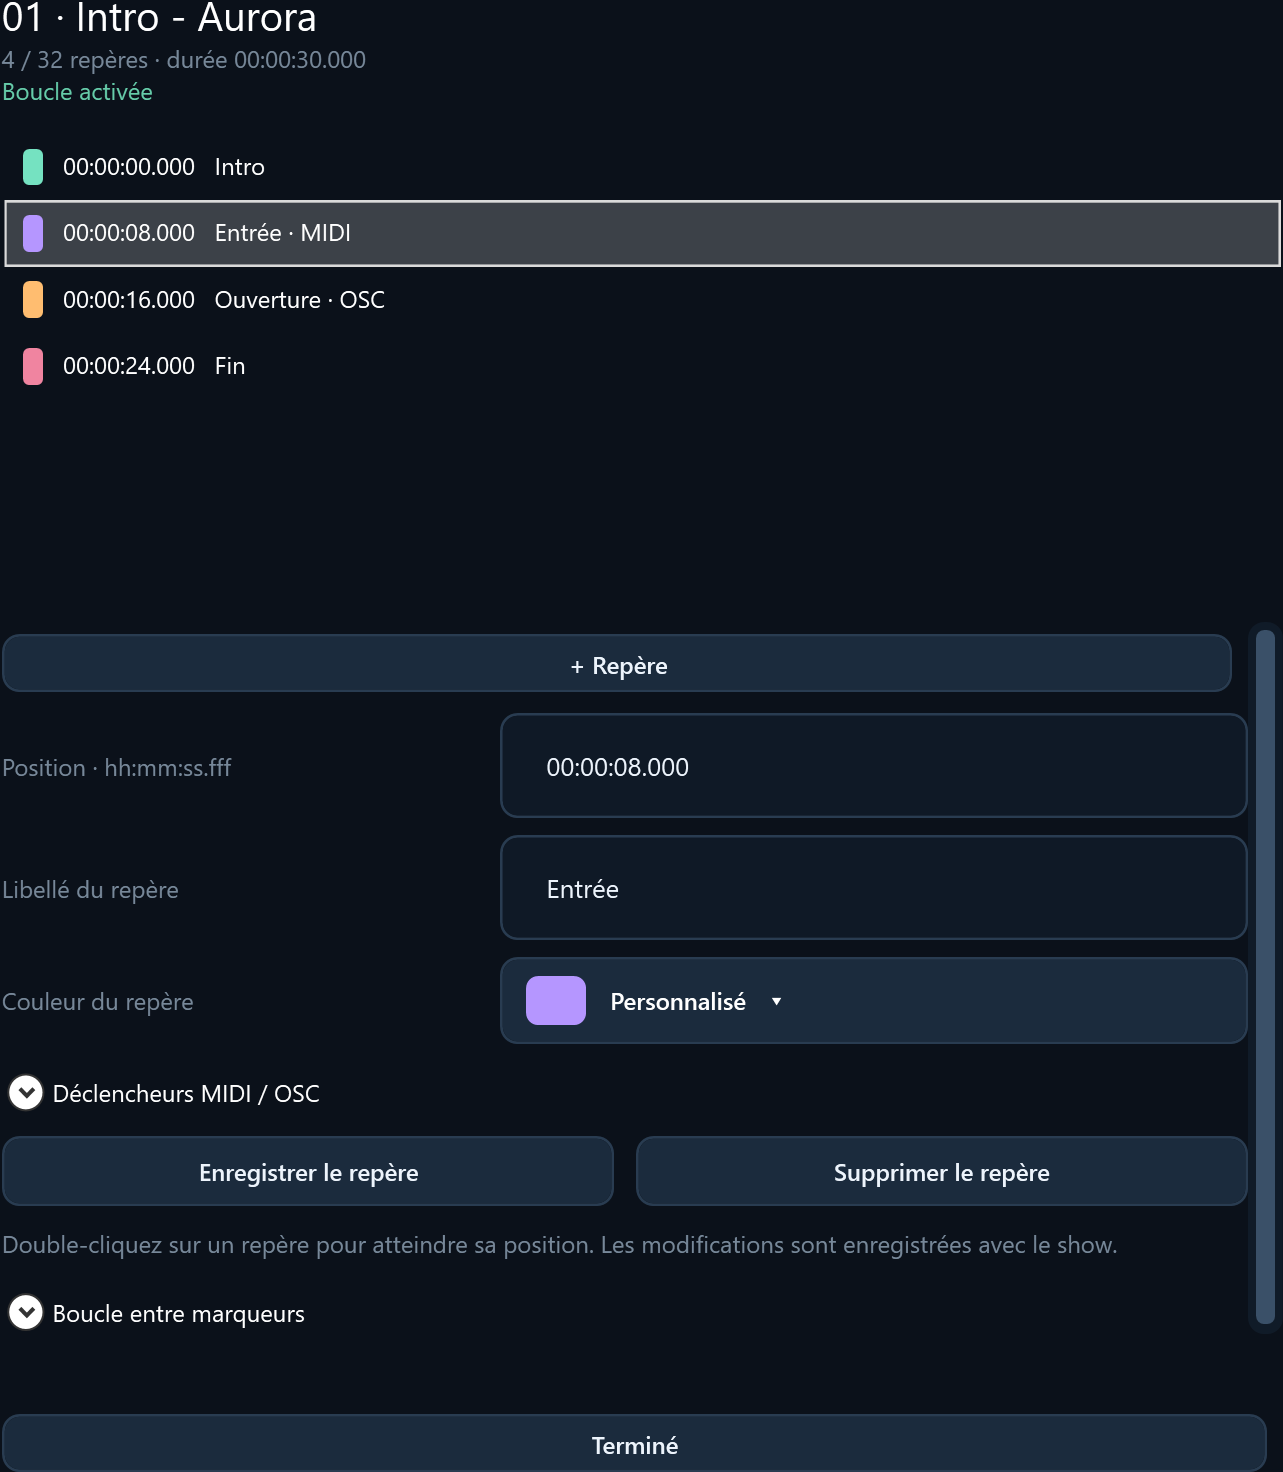 01 · Intro - Aurora
4 / 32 repères · durée 00:00:30.000
Boucle activée
00:00:00.000 Intro
00:00:08.000 Entrée · MIDI
00:00:16.000 Ouverture · OSC
00:00:24.000 Fin
+ Repère
Position · hh:mm:ss.fff 00:00:08.000
Libellé du repère Entrée
Couleur du repère Personnalisé
Déclencheurs MIDI / OSC
Enregistrer le repère Supprimer le repère
Double-cliquez sur un repère pour atteindre sa position. Les modifications sont enregistrées avec le show.
Boucle entre marqueurs
Terminé